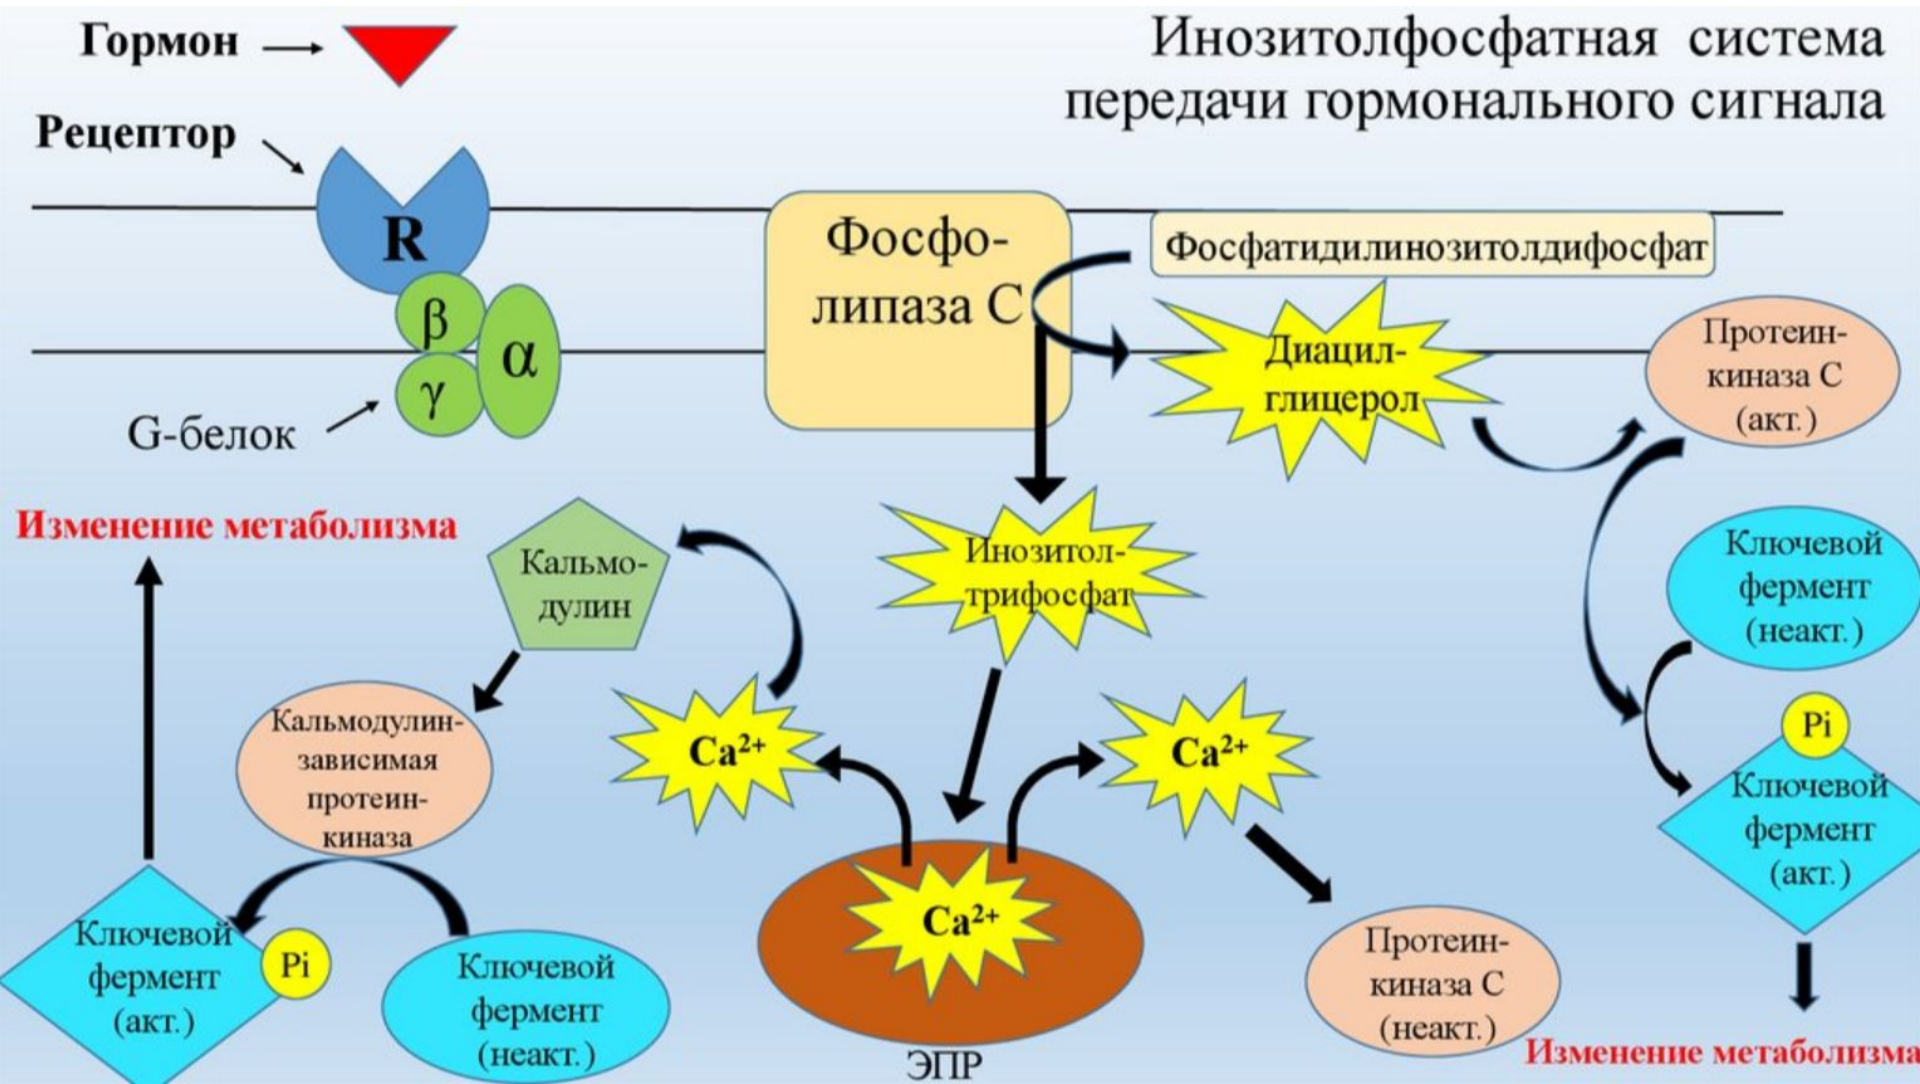 Гормон
Инозитолфосфатная система
передачи гормонального сигнала
Рецептор
R
β
α
γ
G-белок
Фосфо-
липаза С
Фосфатидилинозитолдифосфат
Диацил-
глицерол
Протеин-
киназа С
(акт.)
Изменение метаболизма
Кальмо-
дулин
Инозитол-
трифосфат
Ключевой
фермент
(неакт.)
Кальмодулин-
зависимая
протеин-
киназа
Ca²⁺
Ca²⁺
Pi
Ключевой
фермент
(акт.)
Ключевой
фермент
(акт.)
Pi
Ключевой
фермент
(неакт.)
Ca²⁺
ЭПР
Протеин-
киназа С
(неакт.)
Изменение метаболизма